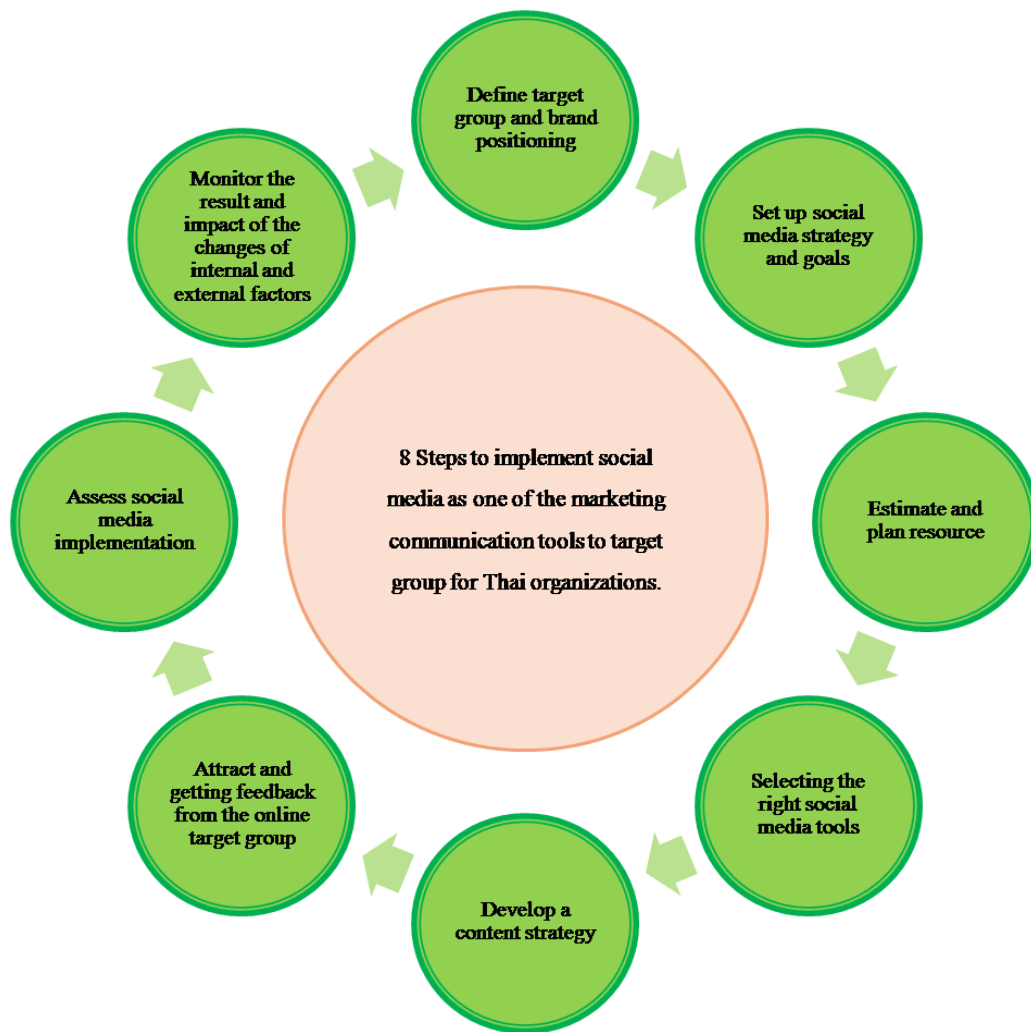 Define target
group and brand
positioning
Set up social
media strategy
and goals
Estimate and
plan resource
Selecting the
right social
media tools
Develop a
content strategy
Attract and
getting feedback
from the online
target group
Assess social
media
implementation
Monitor the
result and
impact of the
changes of
internal and
external factors
8 Steps to implement social
media as one of the marketing
communication tools to target
group for Thai organizations.